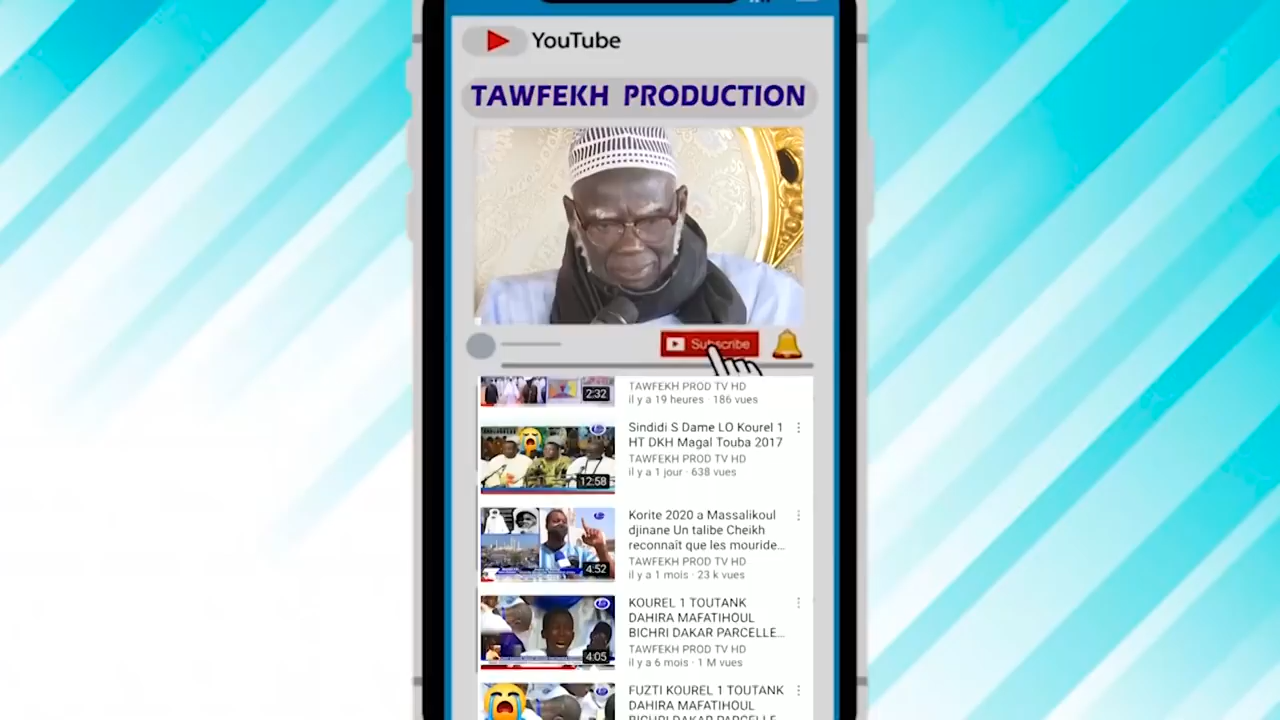 YouTube
TAWFEKH PRODUCTION
Subscribe
2:32
TAWFEKH PROD TV HD
il y a 19 heures · 186 vues
12:58
Sindidi S Dame LO Kourel 1
HT DKH Magal Touba 2017
TAWFEKH PROD TV HD
il y a 1 jour · 638 vues
4:52
Korite 2020 a Massalikoul
djinane Un talibe Cheikh
reconnaît que les mouride...
TAWFEKH PROD TV HD
il y a 1 mois · 23 k vues
4:05
KOUREL 1 TOUTANK
DAHIRA MAFATIHOUL
BICHRI DAKAR PARCELLE...
TAWFEKH PROD TV HD
il y a 6 mois · 1 M vues
FUZTI KOUREL 1 TOUTANK
DAHIRA MAFATIHOUL
BICHRI DAKAR PARCELLE